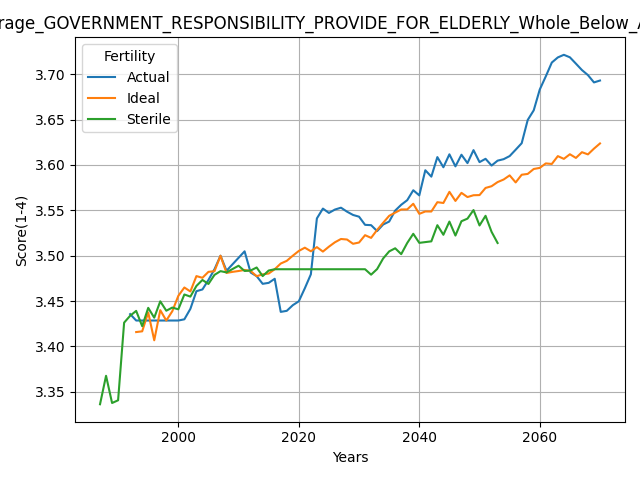 rage_GOVERNMENT_RESPONSIBILITY_PROVIDE_FOR_ELDERLY_Whole_Below_A
Fertility
Actual
Ideal
Sterile
3.70
3.65
3.60
3.55
3.50
3.45
3.40
3.35
Score(1-4)
2000
2020
2040
2060
Years